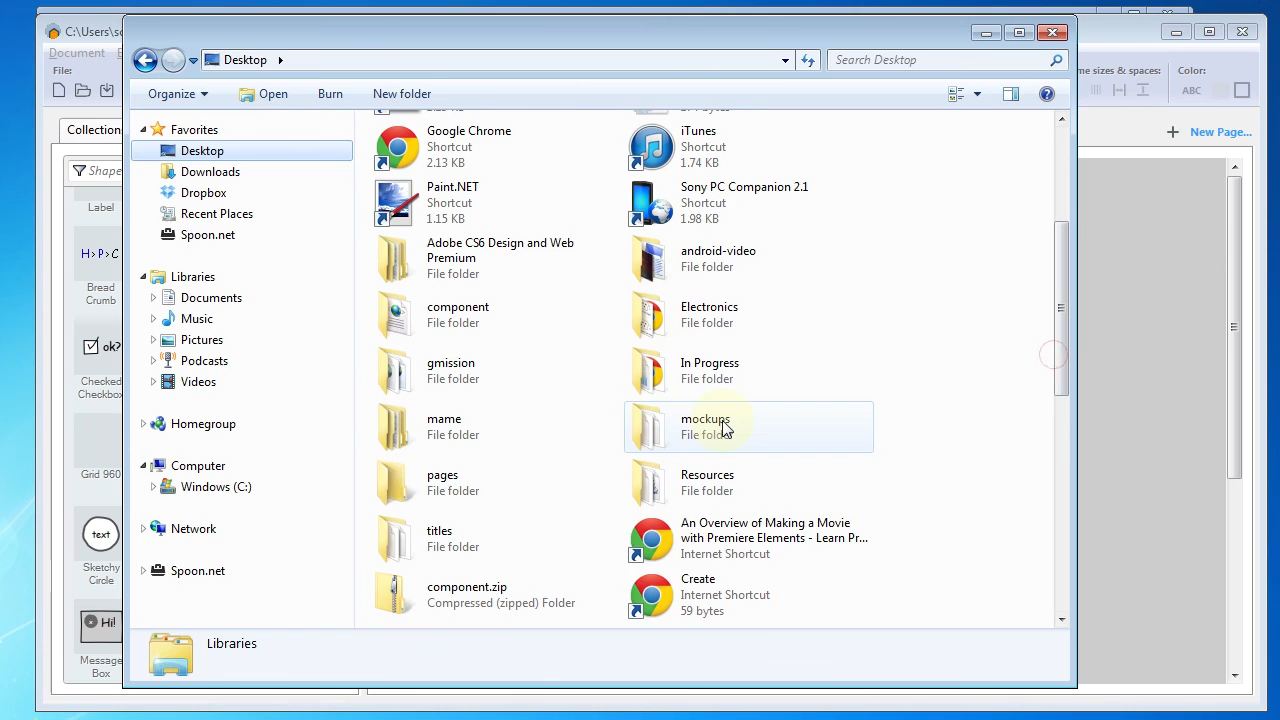 C:\Users\sc
Document
File:
me sizes & spaces:
Color:
ABC
Collection
New Page...
Shape
Label
H>P>C
Bread
Crumb
ok?
Checked
Checkbox
Grid 960
text
Sketchy
Circle
Hi!
Message
Box
Desktop
Search Desktop
Organize
Open
Burn
New folder
Favorites
Desktop
Downloads
Dropbox
Recent Places
Spoon.net
Libraries
Documents
Music
Pictures
Podcasts
Videos
Homegroup
Computer
Windows (C:)
Network
Spoon.net
Google Chrome
Shortcut
2.13 KB
iTunes
Shortcut
1.74 KB
Paint.NET
Shortcut
1.15 KB
Sony PC Companion 2.1
Shortcut
1.98 KB
Adobe CS6 Design and Web
Premium
File folder
android-video
File folder
component
File folder
Electronics
File folder
gmission
File folder
In Progress
File folder
mame
File folder
mockups
File folder
pages
File folder
Resources
File folder
titles
File folder
An Overview of Making a Movie
with Premiere Elements - Learn Pr...
Internet Shortcut
component.zip
Compressed (zipped) Folder
Create
Internet Shortcut
59 bytes
Libraries